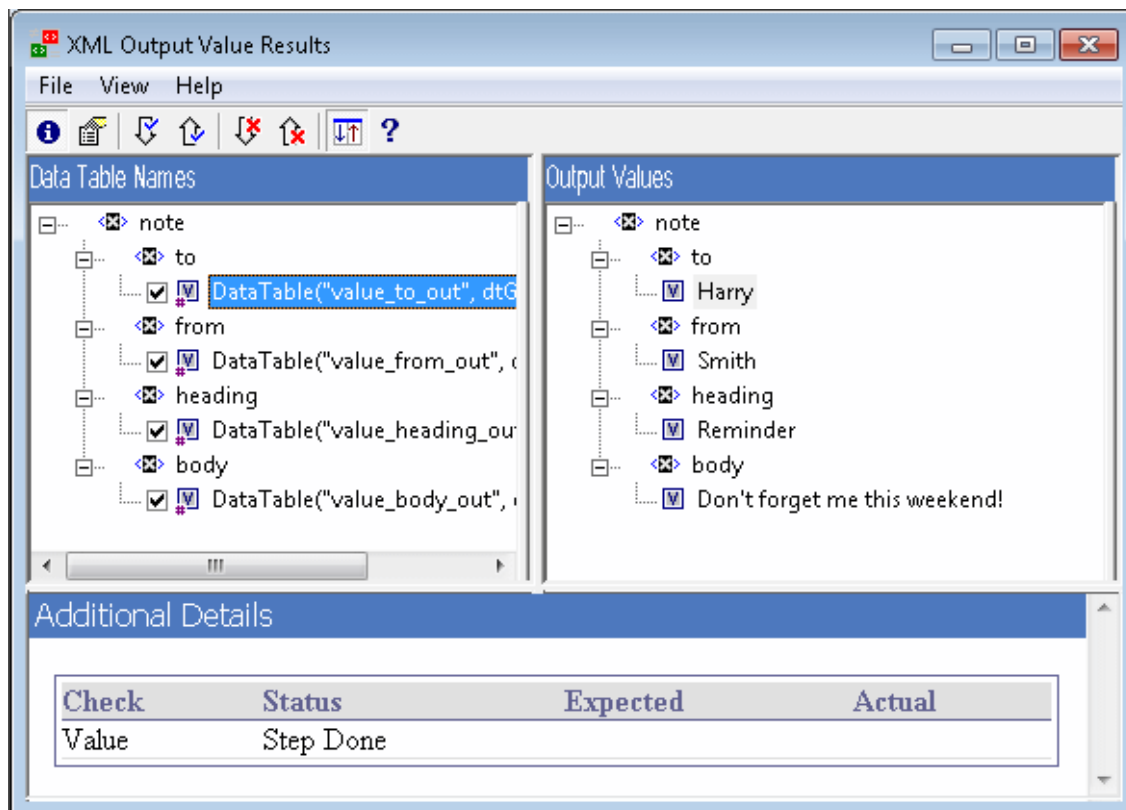 XML Output Value Results
File View Help
Data Table Names
note
to
DataTable("value_to_out", dtG
from
DataTable("value_from_out",
heading
DataTable("value_heading_out
body
DataTable("value_body_out",
Output Values
note
to
Harry
from
Smith
heading
Reminder
body
Don't forget me this weekend!
Additional Details
Check Status Expected Actual
Value Step Done